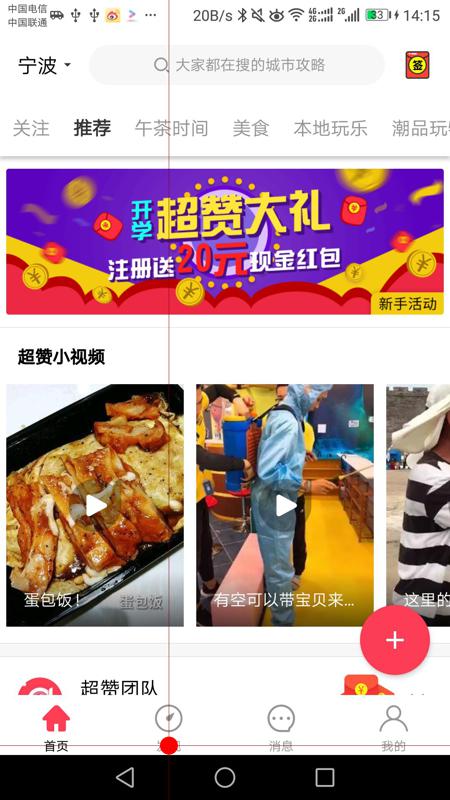 中国电信
中国联通
20B/s
4G
2G
2G
33
14:15
宁波
大家都在搜的城市攻略
签
关注 推荐 午茶时间 美食 本地玩乐 潮品玩
开学 超赞大礼
注册送20元现金红包
新手活动
超赞小视频
蛋包饭！
蛋包饭
有空可以带宝贝来...
这里的
超赞团队
首页
消息
我的